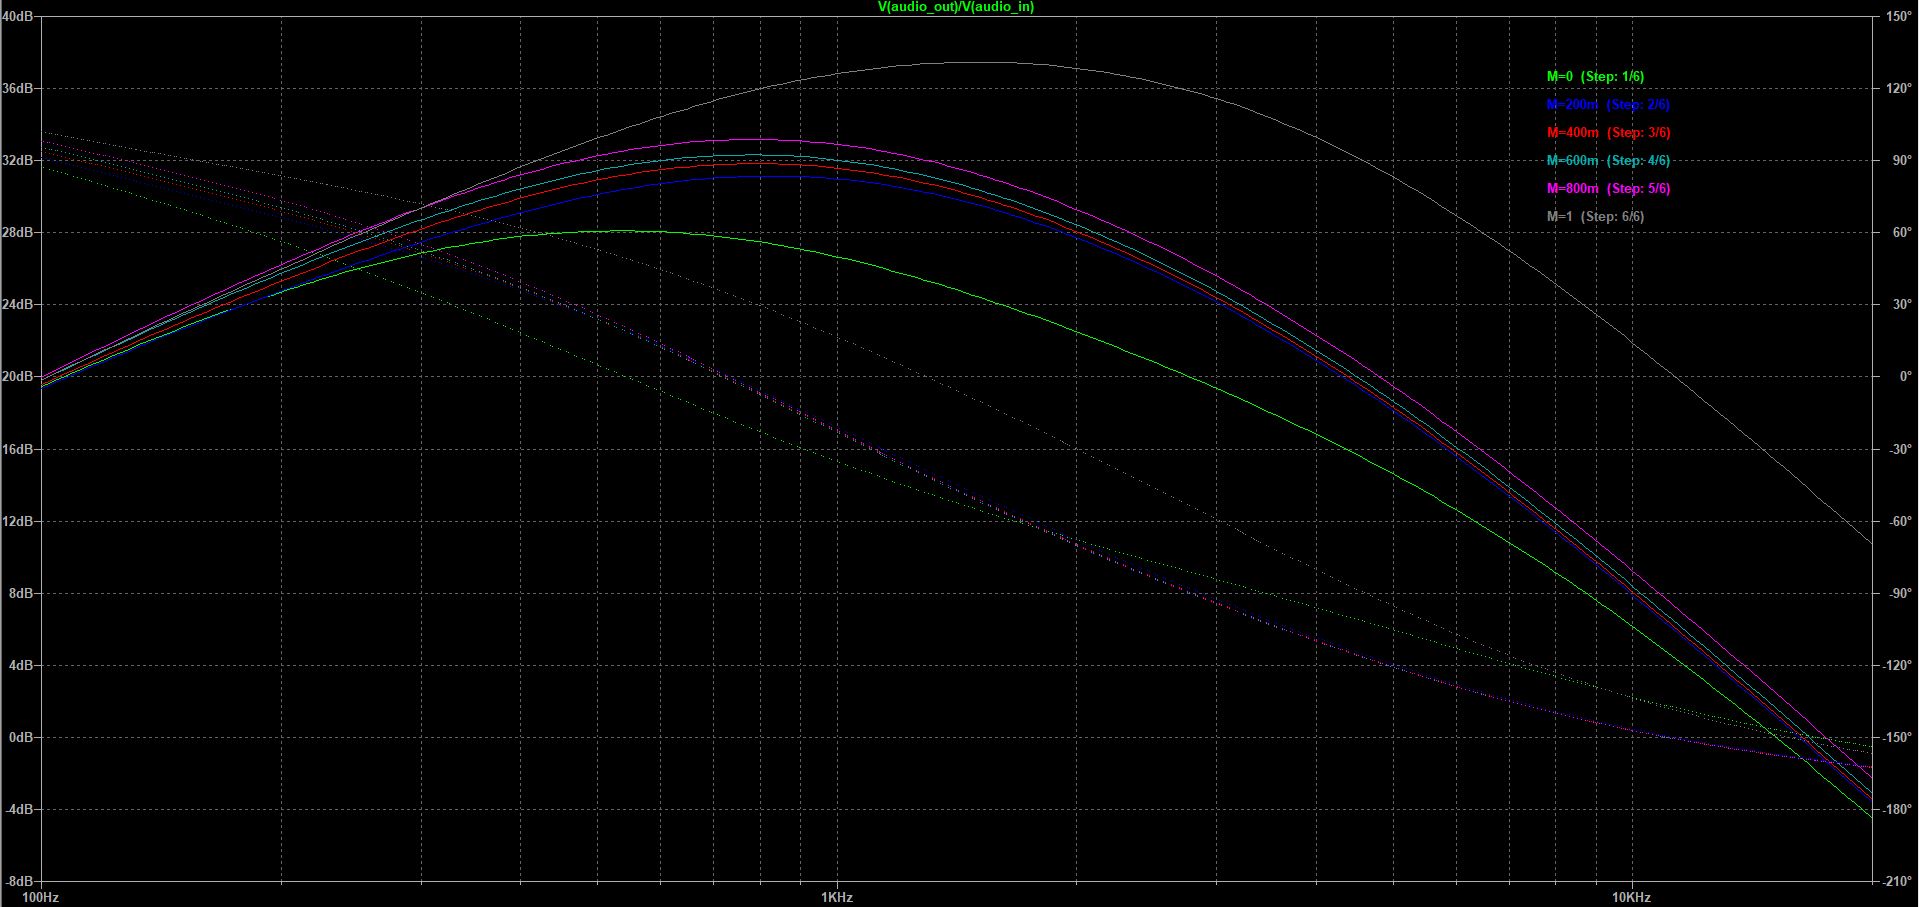 V(audio_out)/V(audio_in)
40dB 150°
36dB 120°
32dB 90°
28dB 60°
24dB 30°
20dB 0°
16dB -30°
12dB -60°
8dB -90°
4dB -120°
0dB -150°
-4dB -180°
-8dB -210°
M=0 (Step: 1/6)
M=200m (Step: 2/6)
M=400m (Step: 3/6)
M=600m (Step: 4/6)
M=800m (Step: 5/6)
M=1 (Step: 6/6)
100Hz 1KHz 10KHz